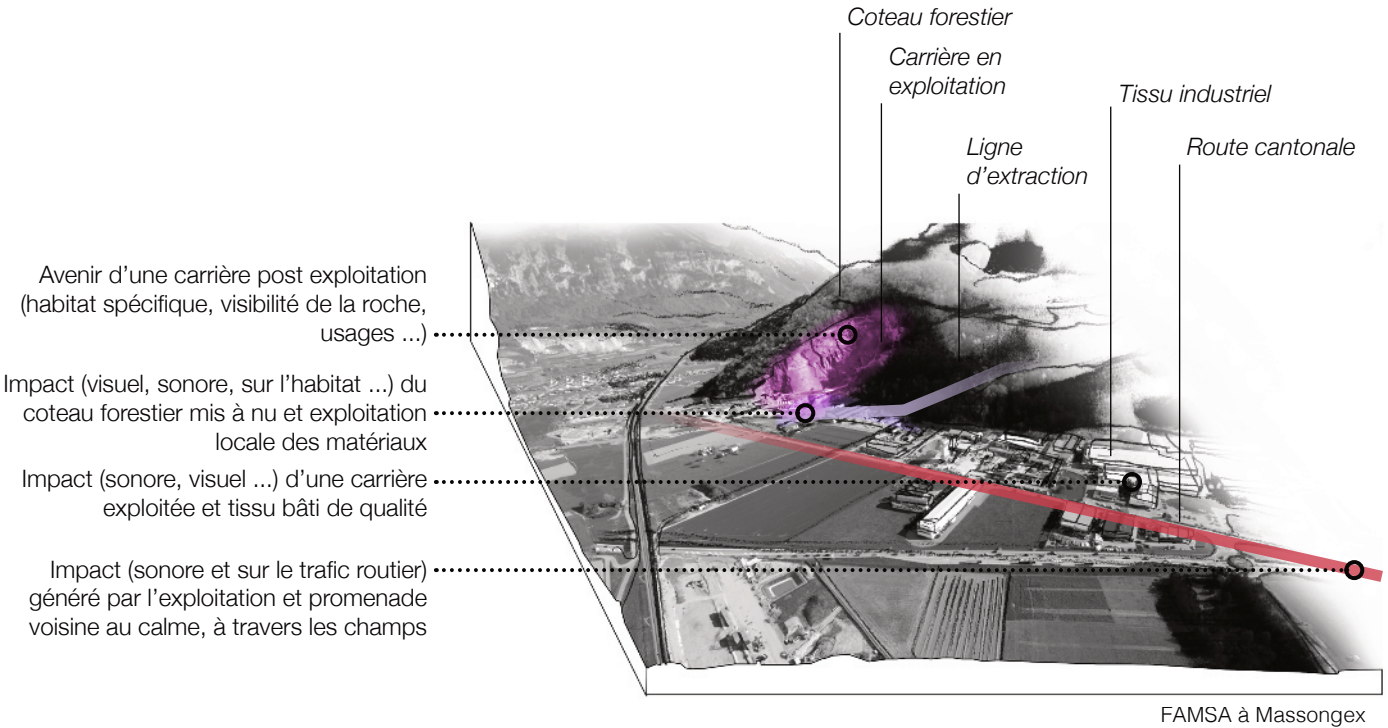 Coteau forestier
Carrière en
exploitation
Tissu industriel
Ligne
d'extraction
Route cantonale
Avenir d'une carrière post exploitation
(habitat spécifique, visibilité de la roche,
usages ...)
Impact (visuel, sonore, sur l'habitat ...) du
coteau forestier mis à nu et exploitation
locale des matériaux
Impact (sonore, visuel ...) d'une carrière
exploitée et tissu bâti de qualité
Impact (sonore et sur le trafic routier)
généré par l'exploitation et promenade
voisine au calme, à travers les champs
FAMSA à Massongex